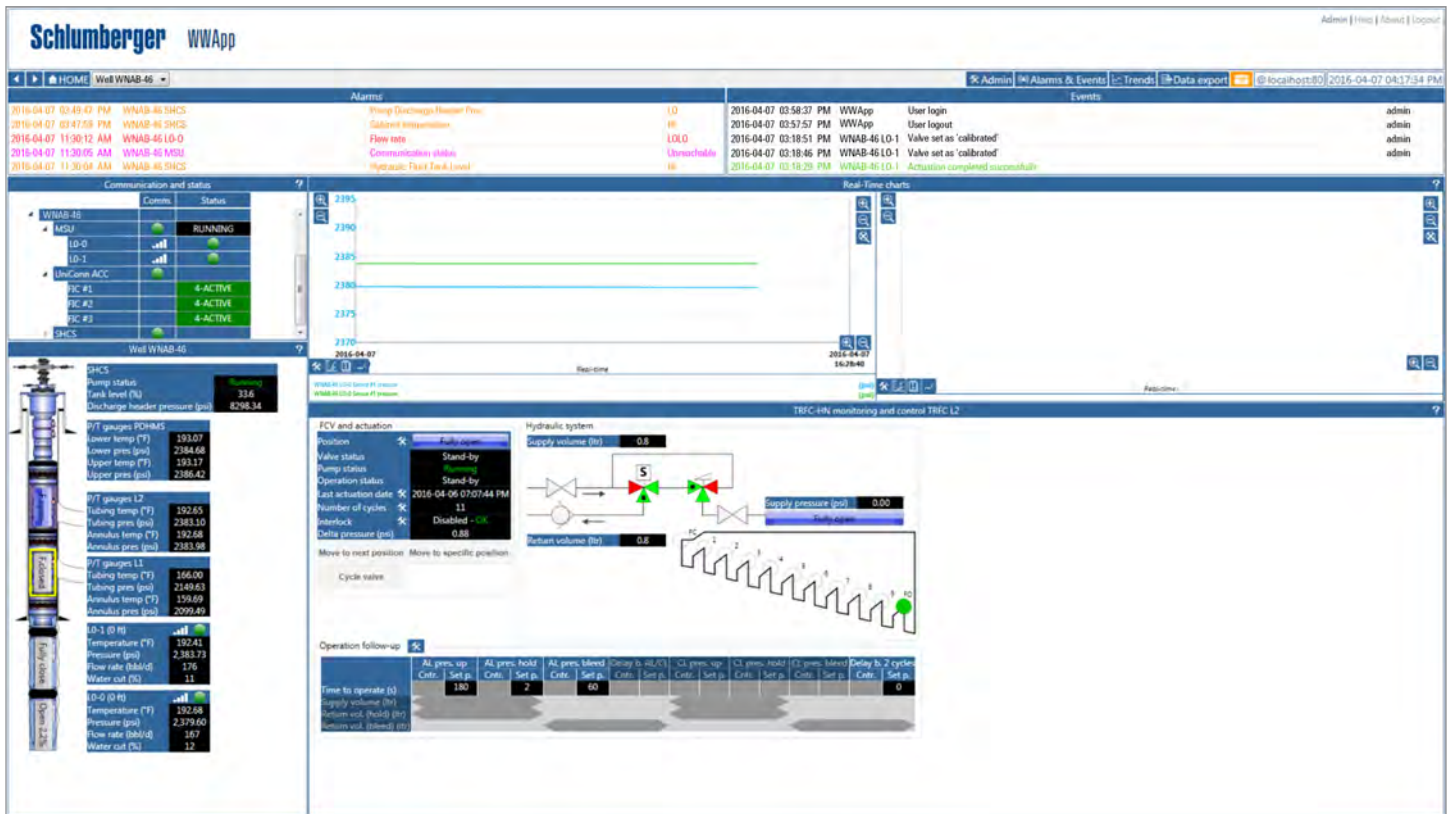 Schlumberger WWApp
Admin | Help | About | Logout
HOME Well WNAB-46
Admin Alarms & Events Trends Data export @localhost:80 2016-04-07 04:17:34 PM
Alarms
2016-04-07 03:49:47 PM WNAB-46 SHCS Pump Discharge Header Pres. LO
2016-04-07 03:47:59 PM WNAB-46 SHCS Cabinet temperature HI
2016-04-07 11:30:12 AM WNAB-46 L0-0 Flow rate LOLO
2016-04-07 11:30:05 AM WNAB-46 MSU Communication status Unreachable
2016-04-07 11:30:04 AM WNAB-46 SHCS Hydraulic Fluid Tank Level HI
Events
2016-04-07 03:58:37 PM WWApp User login admin
2016-04-07 03:57:57 PM WWApp User logout admin
2016-04-07 03:18:51 PM WNAB-46 L0-1 Valve set as 'calibrated' admin
2016-04-07 03:18:46 PM WNAB-46 L0-1 Valve set as 'calibrated' admin
2016-04-07 03:18:29 PM WNAB-46 L0-1 Actuation completed successfully
Communication and status ?
Comms Status
WNAB-46
MSU RUNNING
L0-0
L0-1
UniConn ACC
FIC #1 4-ACTIVE
FIC #2 4-ACTIVE
FIC #3 4-ACTIVE
SHCS
Real-Time charts ?
2395
2390
2385
2380
2375
2370
2016-04-07
2016-04-07
16:28:40
Real-time
(psi)
(psi)
Real-time
Well WNAB-46 ?
SHCS
Pump status Running
Tank level (%) 33.6
Discharge header pressure (psi) 8298.34
P/T gauges PDHMS
Lower temp (°F) 193.07
Lower pres (psi) 2384.68
Upper temp (°F) 193.17
Upper pres (psi) 2386.42
P/T gauges L2
Tubing temp (°F) 192.65
Tubing pres (psi) 2383.10
Annulus temp (°F) 192.68
Annulus pres (psi) 2383.98
F.open
P/T gauges L1
Tubing temp (°F) 166.00
Tubing pres (psi) 2149.63
Annulus temp (°F) 159.69
Annulus pres (psi) 2099.49
F.closed
L0-1 (0 ft)
Temperature (°F) 192.41
Pressure (psi) 2,383.73
Flow rate (bbl/d) 176
Water cut (%) 11
Fully close
L0-0 (0 ft)
Temperature (°F) 192.68
Pressure (psi) 2,379.60
Flow rate (bbl/d) 167
Water cut (%) 12
Open 2.2%
TRFC-HN monitoring and control TRFC L2 ?
FCV and actuation
Position Fully open
Valve status Stand-by
Pump status Running
Operation status Stand-by
Last actuation date 2016-04-06 07:07:44 PM
Number of cycles 11
Interlock Disabled - OK
Delta pressure (psi) 0.88
Move to next position Move to specific position
Cycle valve
Hydraulic system
Supply volume (ltr) 0.8
S
Supply pressure (psi) 0.00
Fully open
Return volume (ltr) 0.8
FC 1 2 3 4 5 6 7 8 9 FO
Operation follow-up
AL pres. up AL pres. hold AL pres. bleed Delay b. AL/CL CL pres. up CL pres. hold CL pres. bleed Delay b. 2 cycles
Cntr. Set p. Cntr. Set p. Cntr. Set p. Cntr. Set p. Cntr. Set p. Cntr. Set p. Cntr. Set p. Cntr. Set p.
Time to operate (s) 180 2 60 0
Supply volume (ltr)
Return vol. (hold) (ltr)
Return vol. (bleed) (ltr)